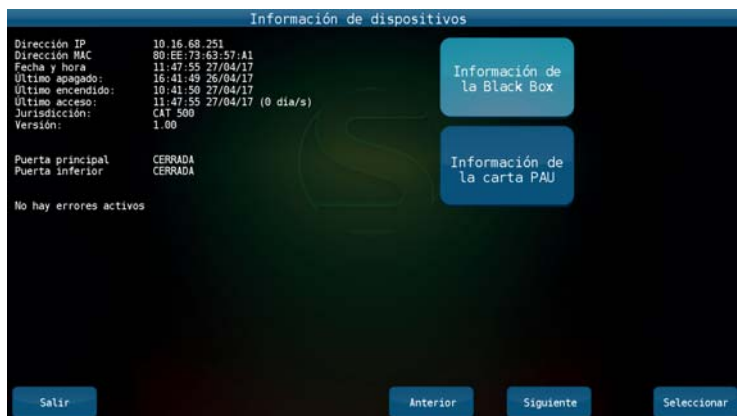 Información de dispositivos
Dirección IP 10.16.68.251
Dirección MAC 80:EE:73:63:57:A1
Fecha y hora 11:47:55 27/04/17
Último apagado: 16:41:49 26/04/17
Último encendido: 10:41:50 27/04/17
Último acceso: 11:47:55 27/04/17 (0 día/s)
Jurisdicción: CAT 500
Versión: 1.00
Puerta principal CERRADA
Puerta inferior CERRADA
No hay errores activos
Información de
la Black Box
Información de
la carta PAU
Salir Anterior Siguiente Seleccionar